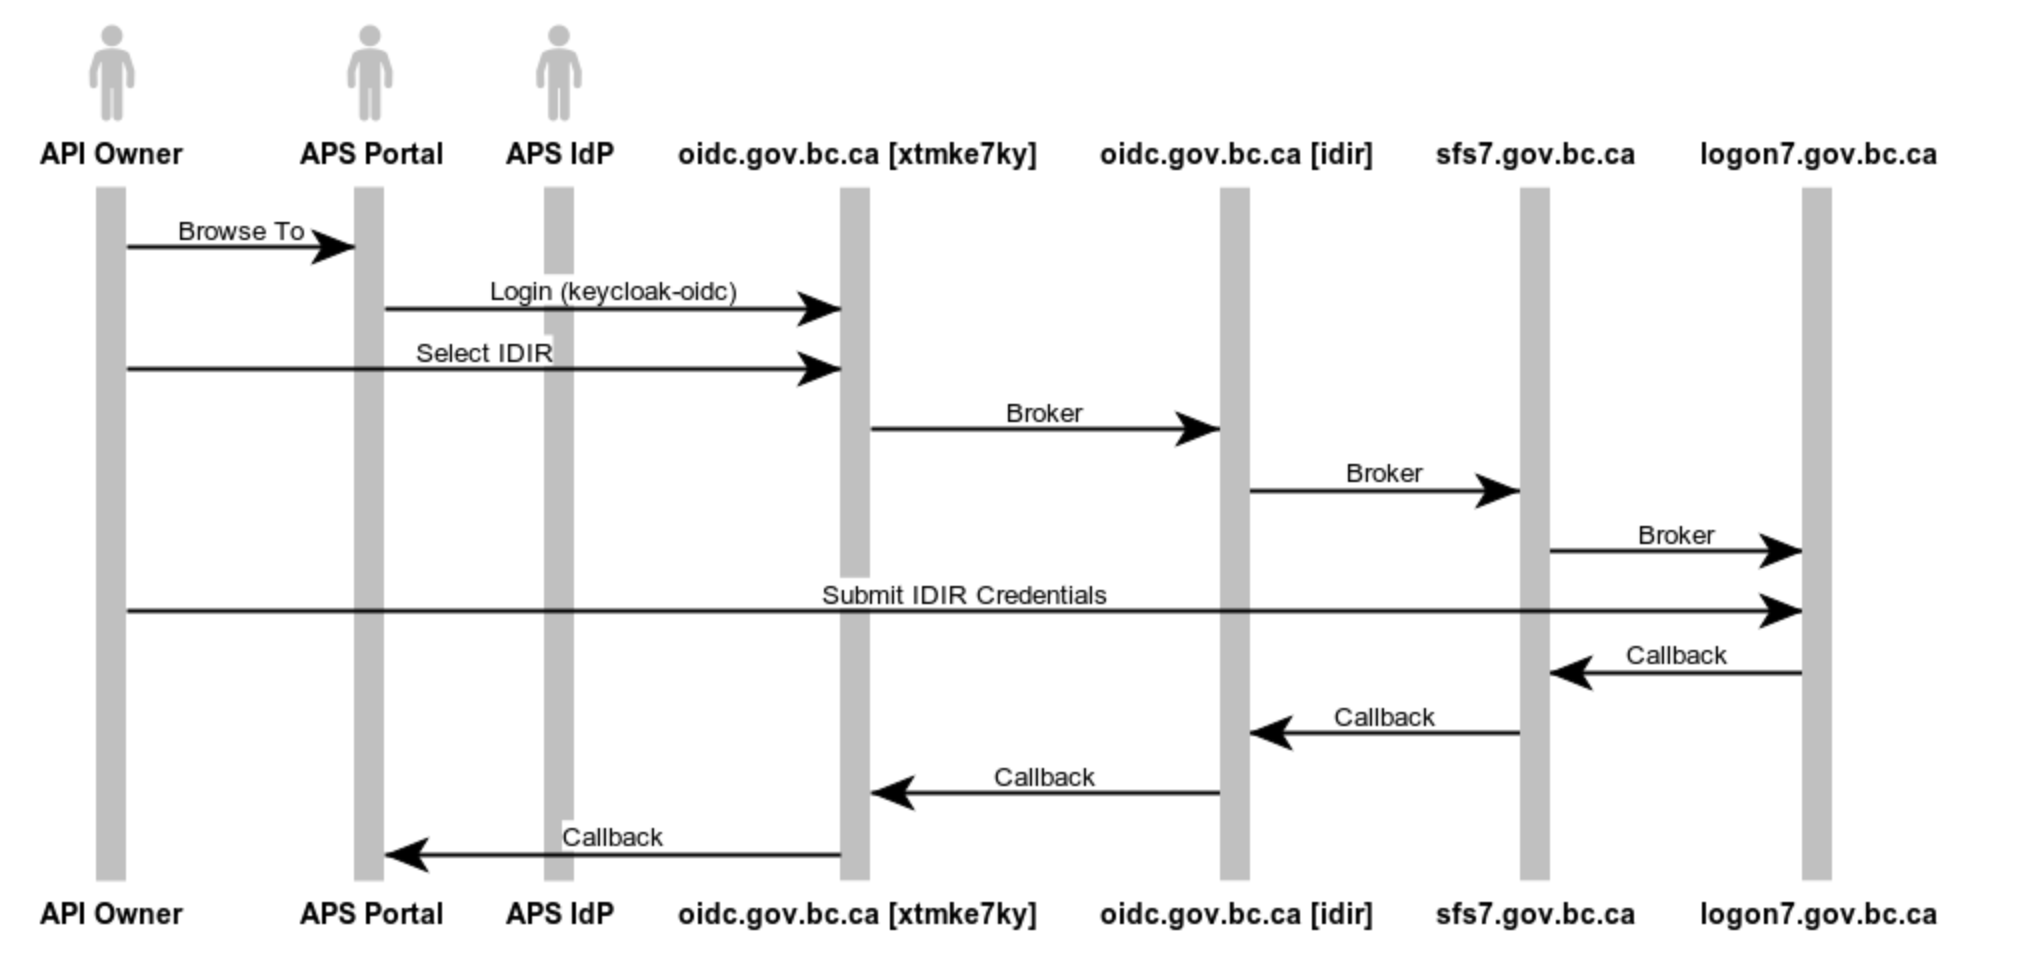 API Owner APS Portal APS IdP oidc.gov.bc.ca [xtmke7ky] oidc.gov.bc.ca [idir] sfs7.gov.bc.ca logon7.gov.bc.ca
Browse To
Login (keycloak-oidc)
Select IDIR
Broker
Broker
Broker
Submit IDIR Credentials
Callback
Callback
Callback
Callback
API Owner APS Portal APS IdP oidc.gov.bc.ca [xtmke7ky] oidc.gov.bc.ca [idir] sfs7.gov.bc.ca logon7.gov.bc.ca